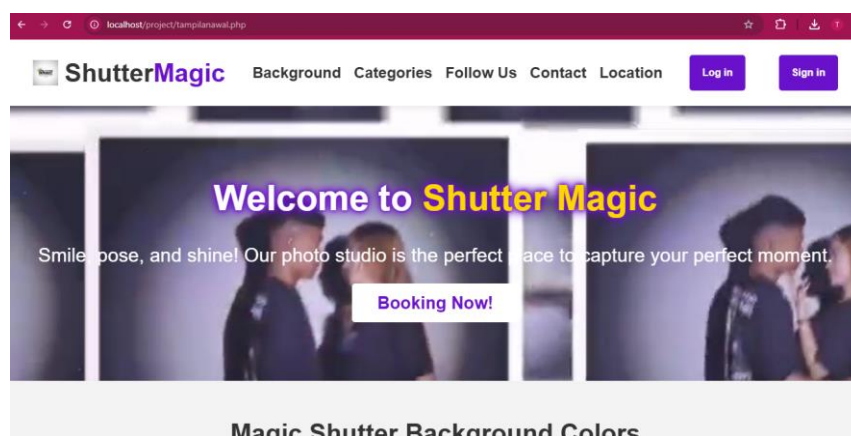 localhost/project/tampilanawal.php
T
ShutterMagic Background Categories Follow Us Contact Location Log in Sign in
Welcome to Shutter Magic
Smile, pose, and shine! Our photo studio is the perfect place to capture your perfect moment.
Booking Now!
Magic Shutter Background Colors